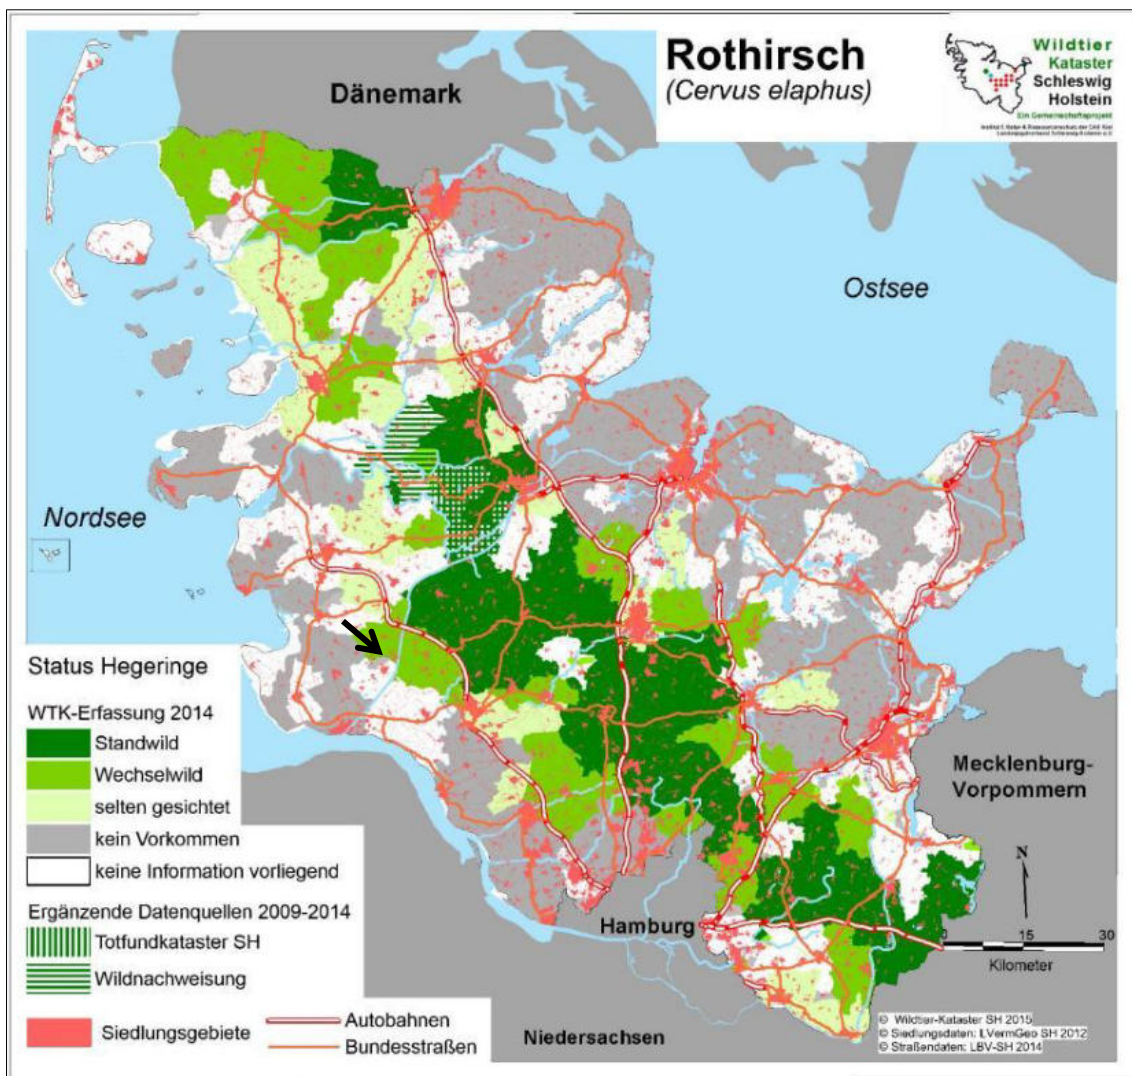 Rothirsch
(Cervus elaphus)
Wildtier
Kataster
Schleswig
Holstein
Ein Gemeinschaftsprojekt
Dänemark
Ostsee
Nordsee
Mecklenburg-
Vorpommern
Hamburg
Niedersachsen
N
0 15 30
Kilometer
Status Hegeringe
WTK-Erfassung 2014
Standwild
Wechselwild
selten gesichtet
kein Vorkommen
keine Information vorliegend
Ergänzende Datenquellen 2009-2014
Totfundkataster SH
Wildnachweisung
Siedlungsgebiete
Autobahnen
Bundesstraßen
© Wildtier-Kataster SH 2015
© Siedlungsdaten: LVermGeo SH 2012
© Straßendaten: LBV-SH 2014